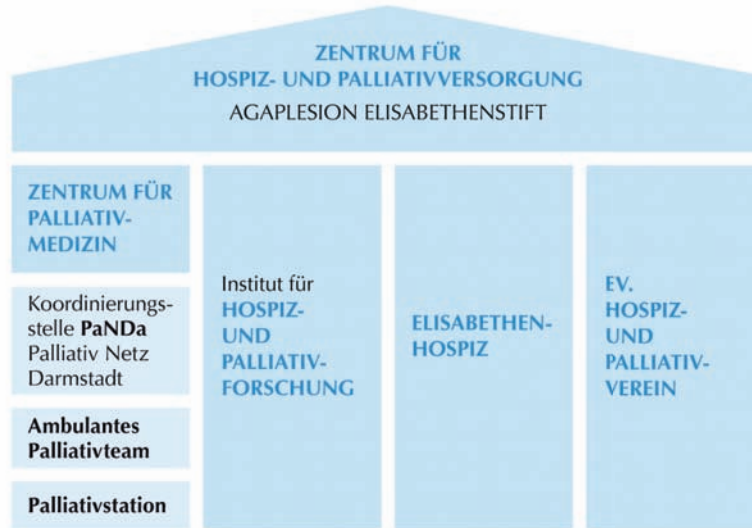 ZENTRUM FÜR
HOSPIZ- UND PALLIATIVVERSORGUNG
AGAPLESION ELISABETHENSTIFT
ZENTRUM FÜR
PALLIATIV-
MEDIZIN
Koordinierungs-
stelle PaNDa
Palliativ Netz
Darmstadt
Ambulantes
Palliativteam
Palliativstation
Institut für
HOSPIZ-
UND
PALLIATIV-
FORSCHUNG
ELISABETHEN-
HOSPIZ
EV.
HOSPIZ-
UND
PALLIATIV-
VEREIN